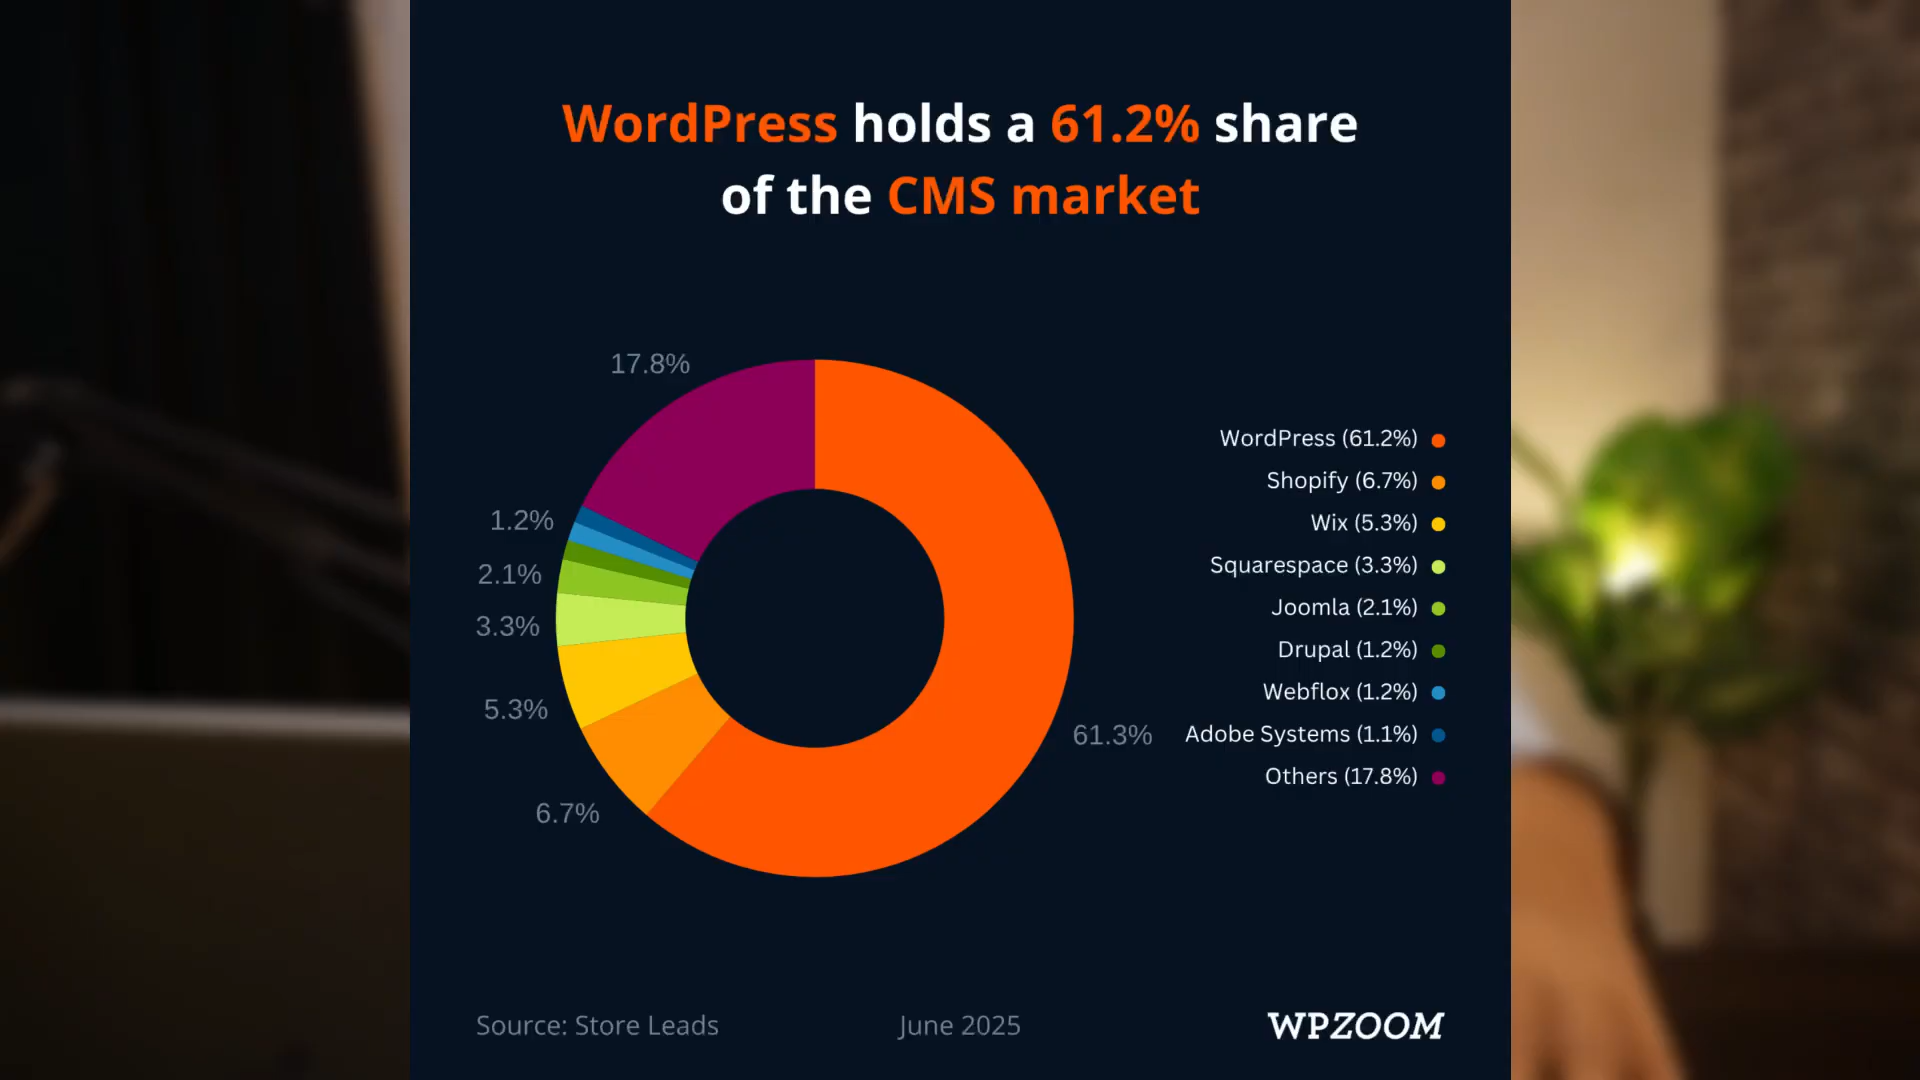 WordPress holds a 61.2% share
of the CMS market
17.8%
1.2%
2.1%
3.3%
5.3%
6.7%
61.3%
WordPress (61.2%)
Shopify (6.7%)
Wix (5.3%)
Squarespace (3.3%)
Joomla (2.1%)
Drupal (1.2%)
Webflox (1.2%)
Adobe Systems (1.1%)
Others (17.8%)
Source: Store Leads
June 2025
WPZOOM